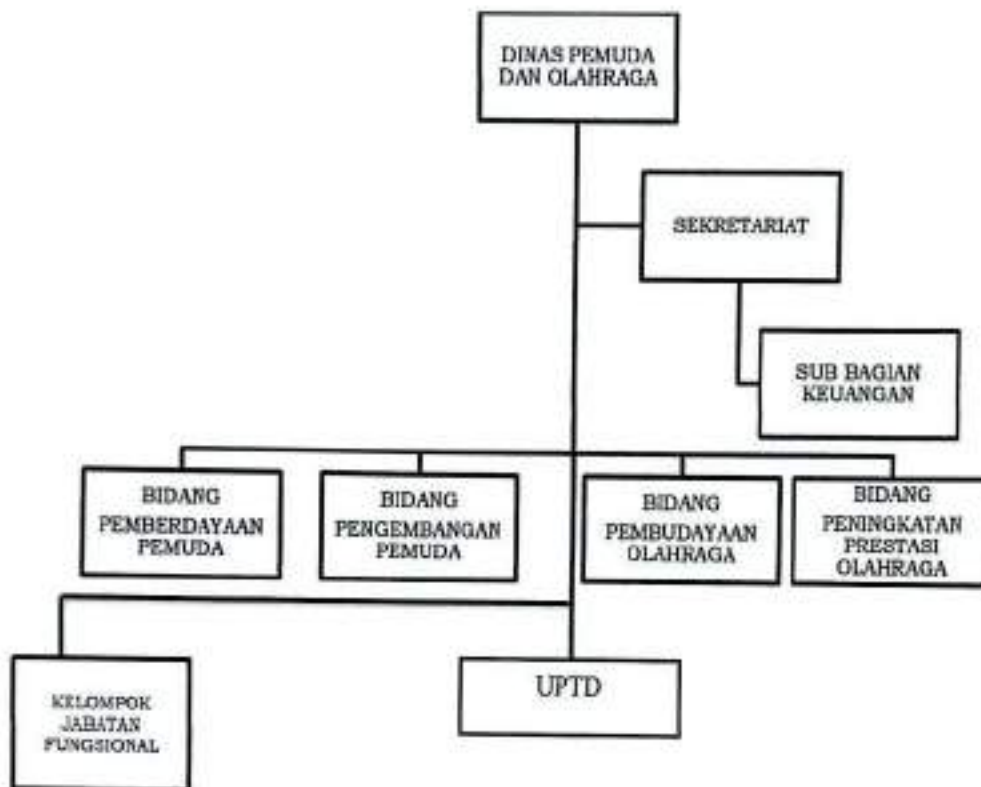 DINAS PEMUDA
DAN OLAHRAGA
SEKRETARIAT
SUB BAGIAN
KEUANGAN
BIDANG
PEMBERDAYAAN
PEMUDA
BIDANG
PENGEMBANGAN
PEMUDA
BIDANG
PEMBUDAYAAN
OLAHRAGA
BIDANG
PENINGKATAN
PRESTASI
OLAHRAGA
KELOMPOK
JABATAN
FUNGSIONAL
UPTD